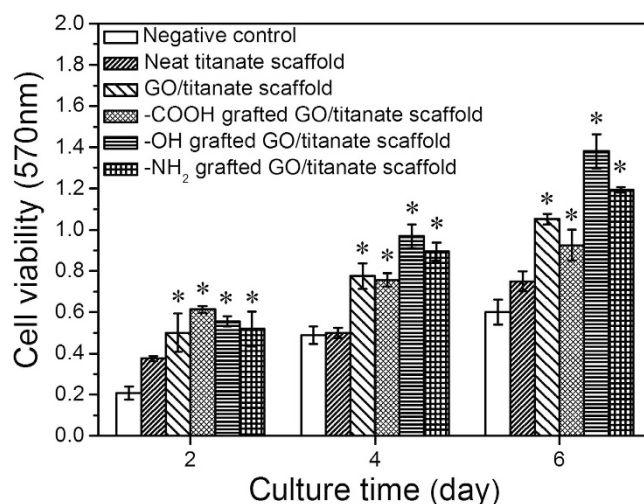 Negative control
Neat titanate scaffold
GO/titanate scaffold
-COOH grafted GO/titanate scaffold
-OH grafted GO/titanate scaffold
-NH₂ grafted GO/titanate scaffold
Cell viability (570nm)
2.0
1.8
1.6
1.4
1.2
1.0
0.8
0.6
0.4
0.2
0.0
* * * *
* * * *
* * * *
2 4 6
Culture time (day)